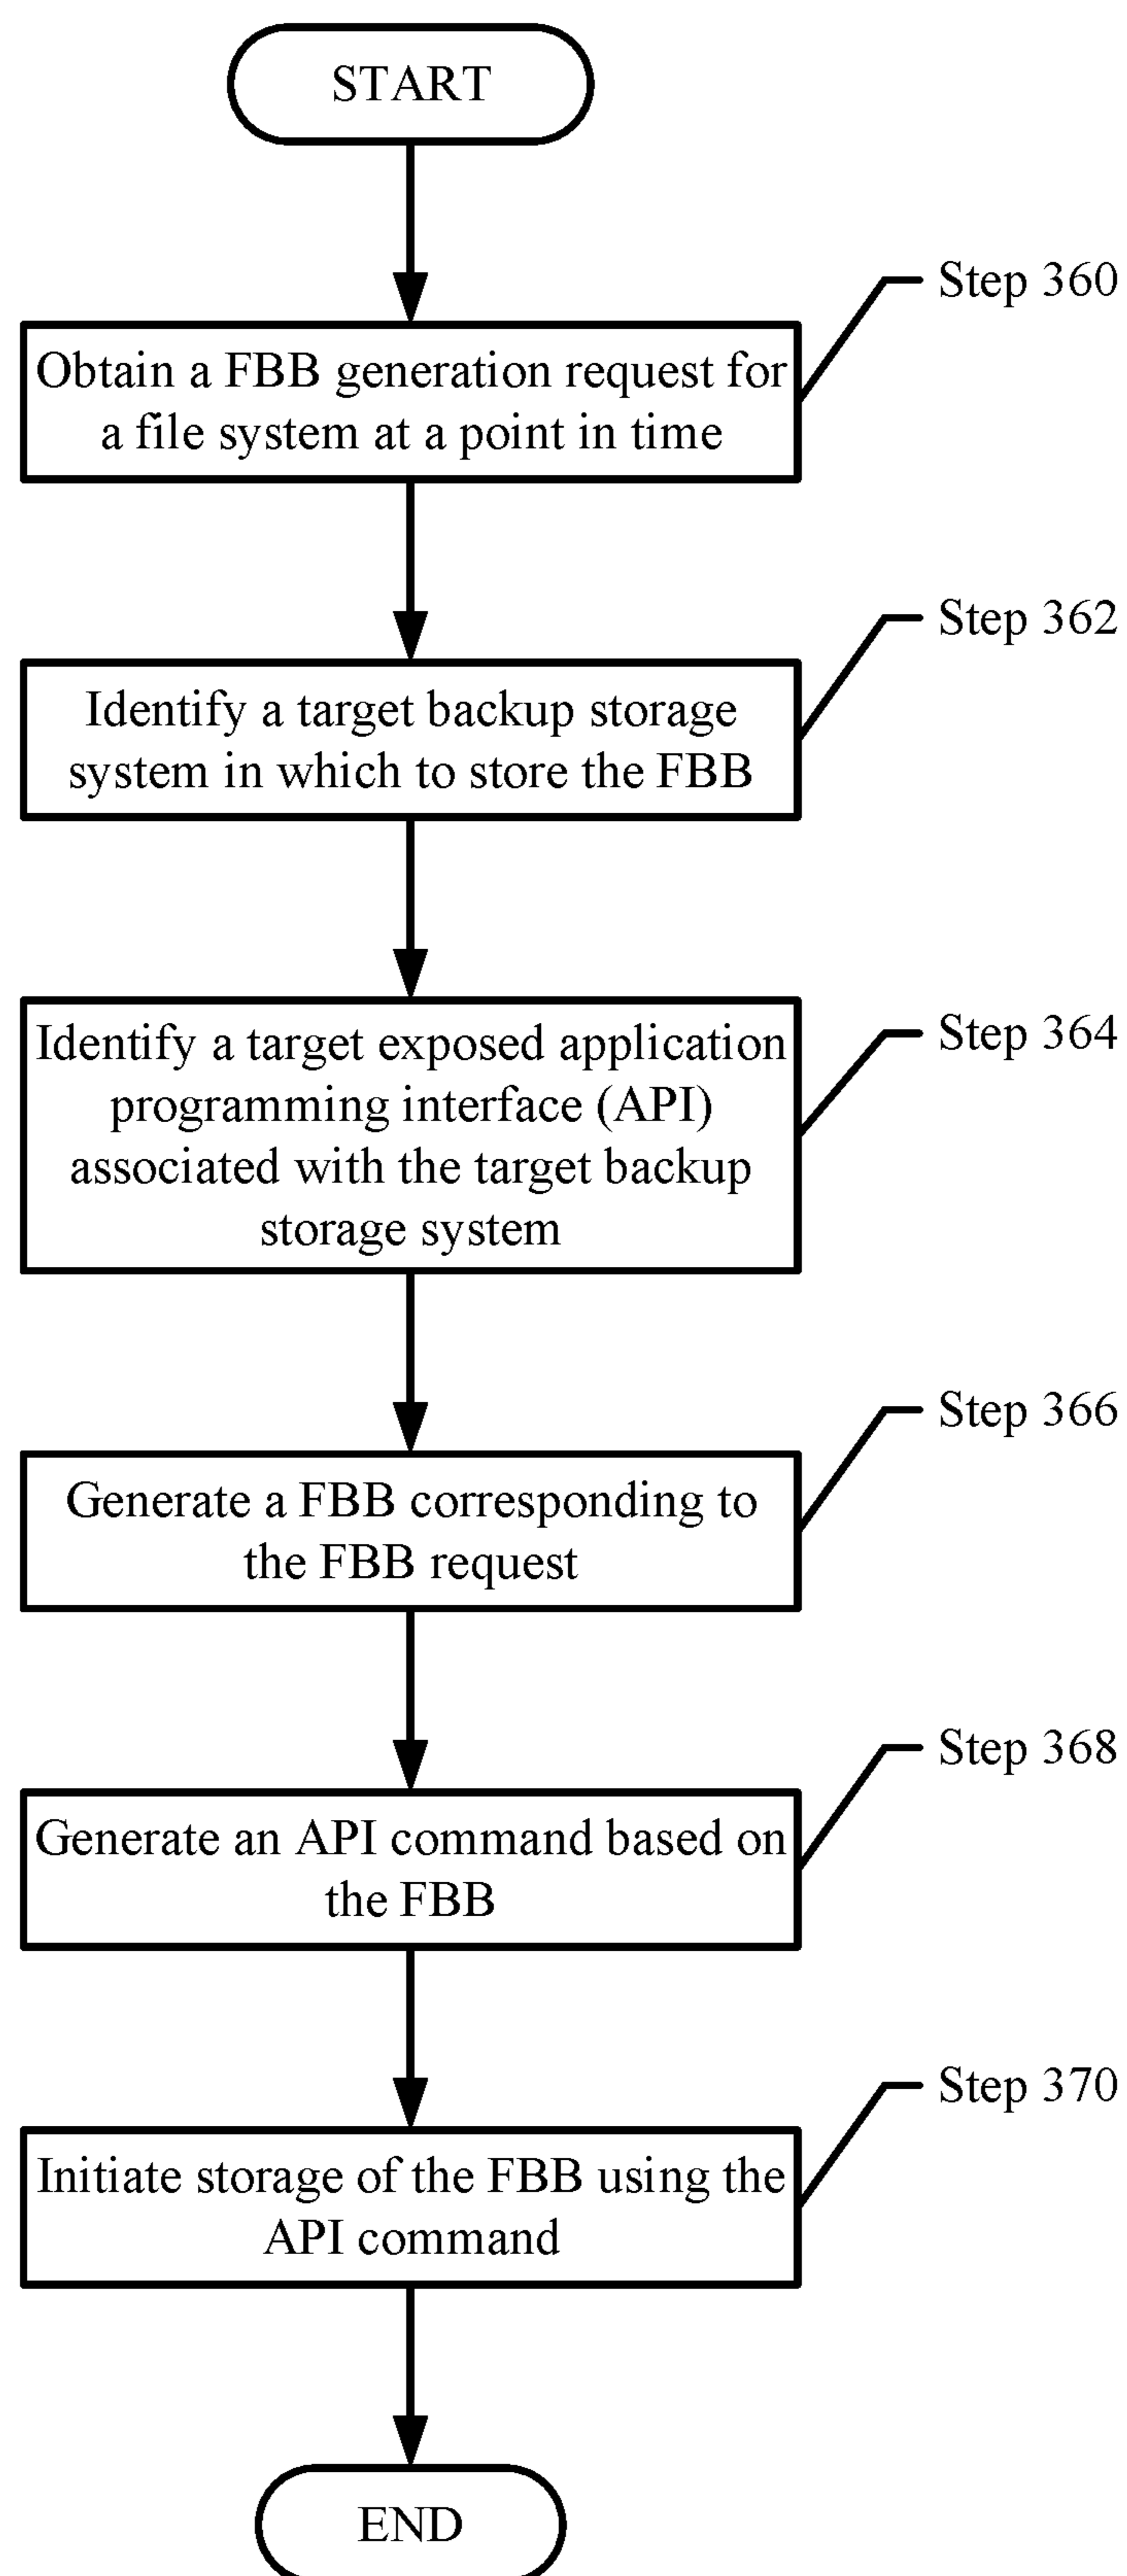 START
Step 360
Obtain a FBB generation request for
a file system at a point in time
Step 362
Identify a target backup storage
system in which to store the FBB
Step 364
Identify a target exposed application
programming interface (API)
associated with the target backup
storage system
Step 366
Generate a FBB corresponding to
the FBB request
Step 368
Generate an API command based on
the FBB
Step 370
Initiate storage of the FBB using the
API command
END